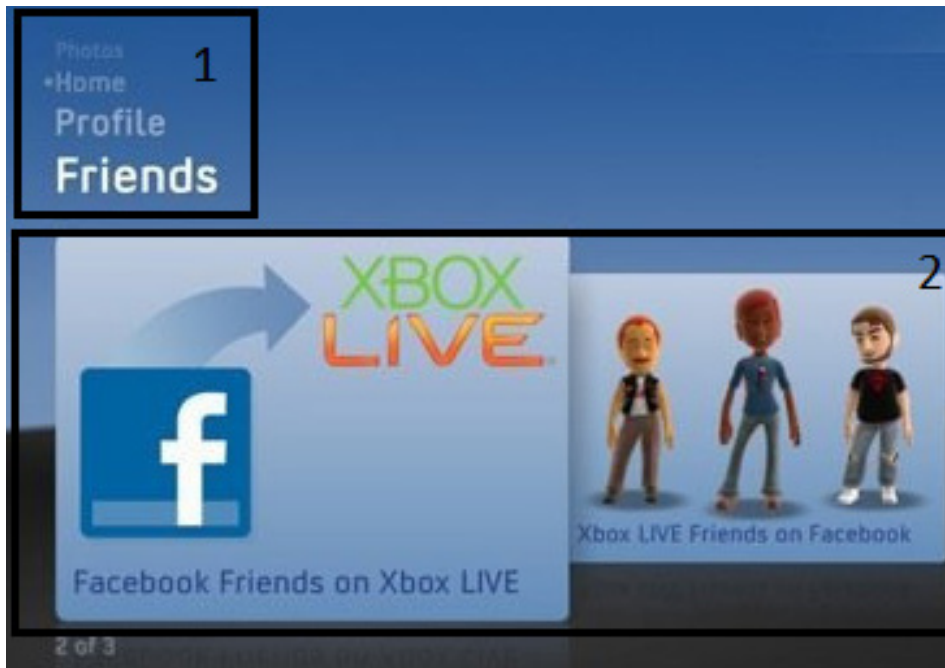 Photos
1
•Home
Profile
Friends
2
XBOX
LIVE
f
Facebook Friends on Xbox LIVE
Xbox LIVE Friends on Facebook
2 of 3